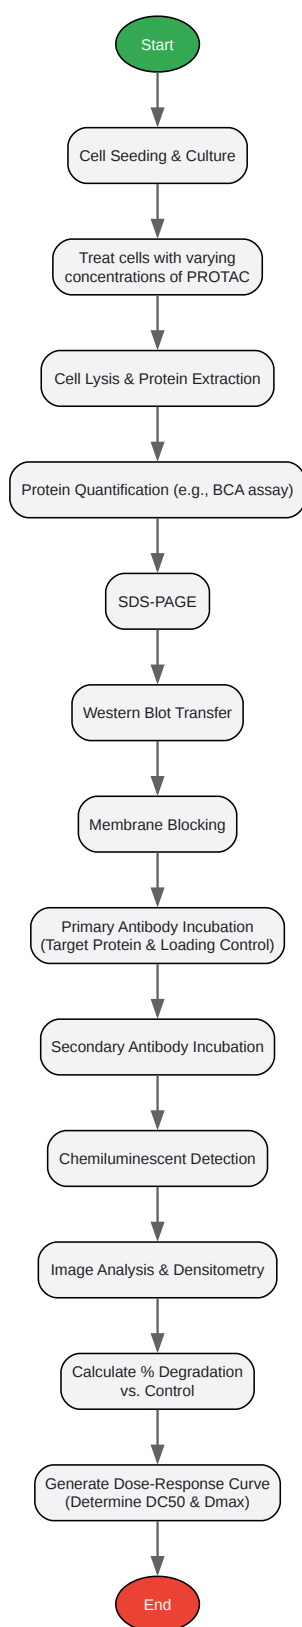 Start
Cell Seeding & Culture
Treat cells with varying
concentrations of PROTAC
Cell Lysis & Protein Extraction
Protein Quantification (e.g., BCA assay)
SDS-PAGE
Western Blot Transfer
Membrane Blocking
Primary Antibody Incubation
(Target Protein & Loading Control)
Secondary Antibody Incubation
Chemiluminescent Detection
Image Analysis & Densitometry
Calculate % Degradation
vs. Control
Generate Dose-Response Curve
(Determine DC50 & Dmax)
End